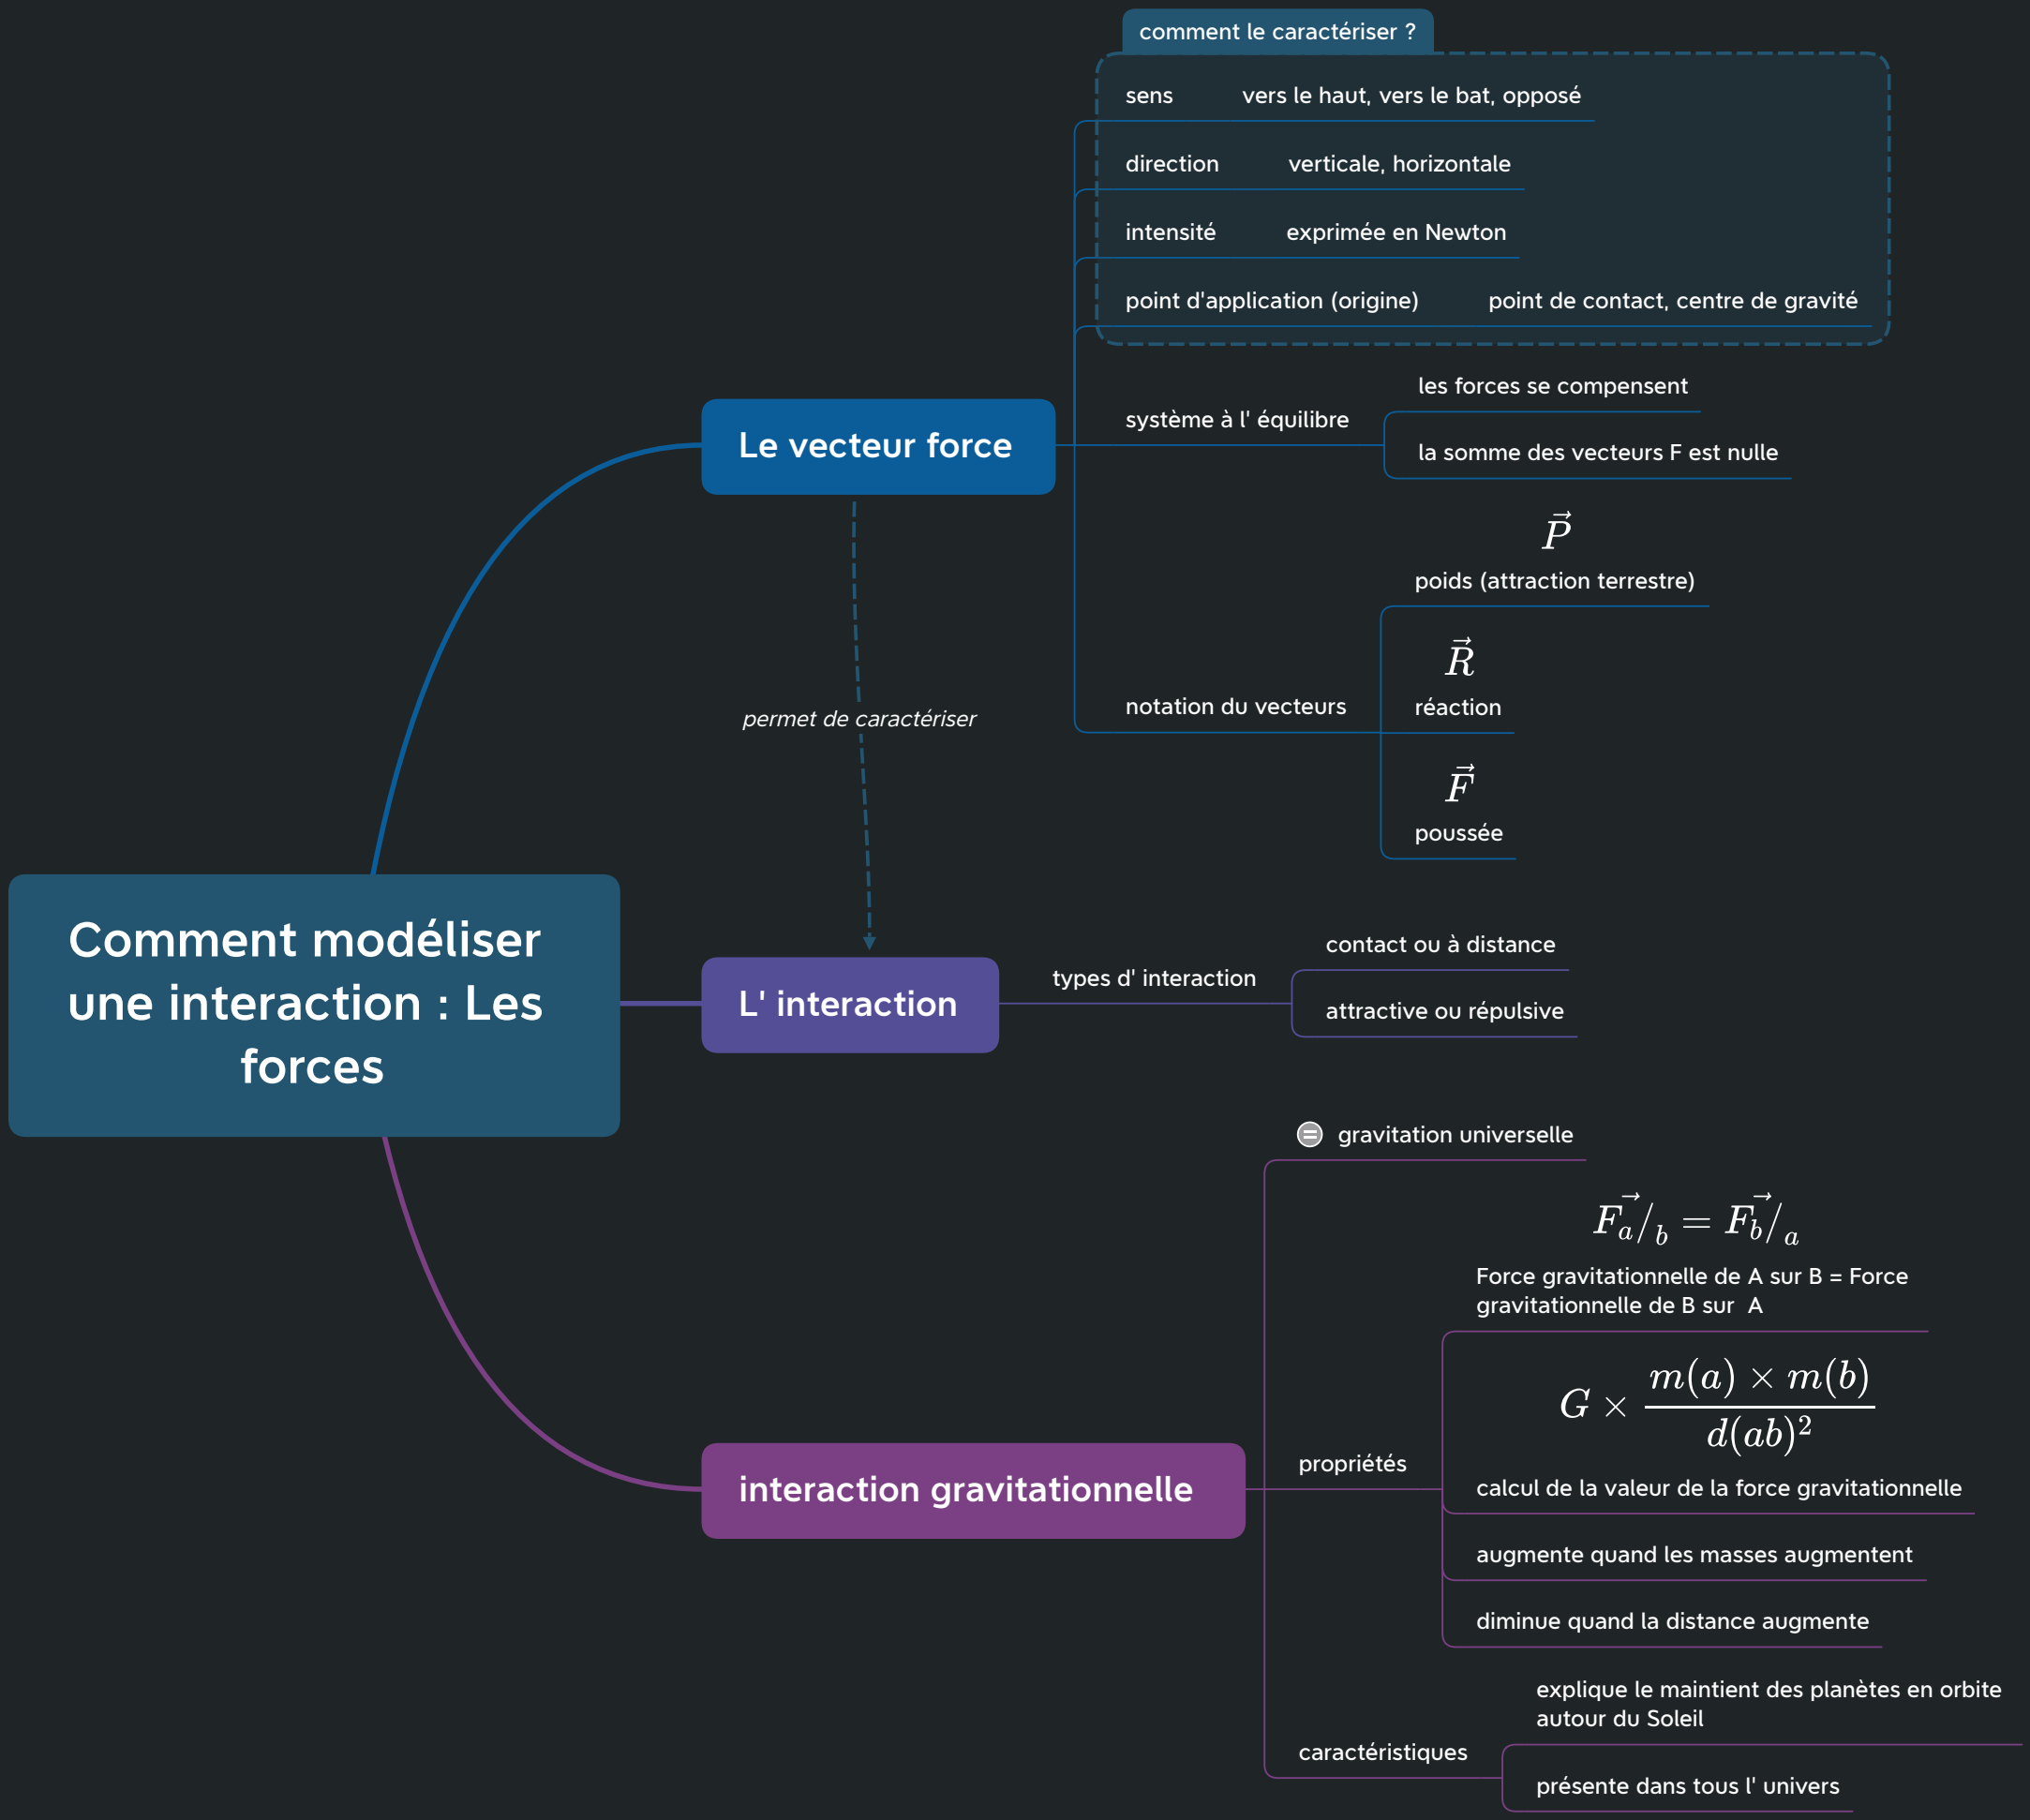 comment le caractériser ?
sens vers le haut, vers le bat, opposé
direction verticale, horizontale
intensité exprimée en Newton
point d'application (origine) point de contact, centre de gravité
Le vecteur force
système à l' équilibre
les forces se compensent
la somme des vecteurs F est nulle
notation du vecteurs
P⃗
poids (attraction terrestre)
R⃗
réaction
F⃗
poussée
permet de caractériser
Comment modéliser
une interaction : Les
forces
L' interaction
types d' interaction
contact ou à distance
attractive ou répulsive
interaction gravitationnelle
= gravitation universelle
propriétés
F⃗a/b = F⃗b/a
Force gravitationnelle de A sur B = Force
gravitationnelle de B sur  A
G × m(a) × m(b) / d(ab)²
calcul de la valeur de la force gravitationnelle
augmente quand les masses augmentent
diminue quand la distance augmente
caractéristiques
explique le maintient des planètes en orbite
autour du Soleil
présente dans tous l' univers